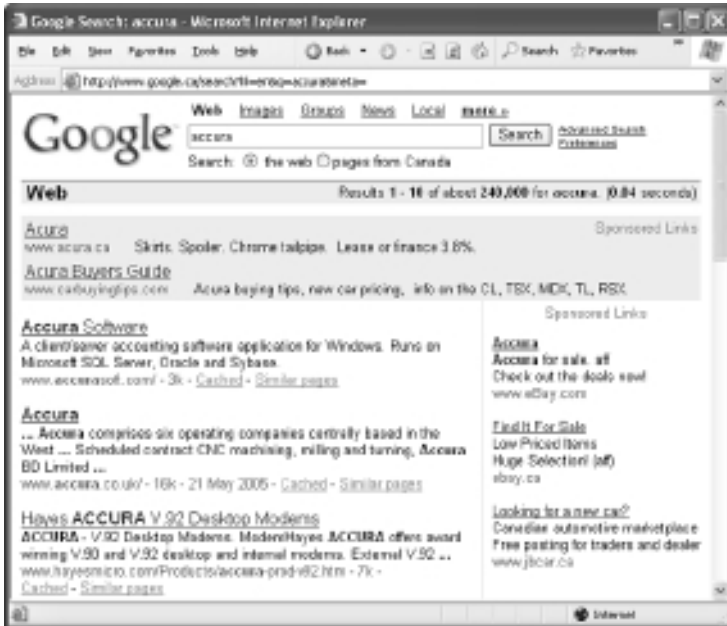 Google Search: accura - Microsoft Internet Explorer
File Edit View Favorites Tools Help Back Search Favorites
Address http://www.google.ca/search?hl=en&q=accura&meta=
Google
Web Images Groups News Local more »
accura Search Advanced Search
Preferences
Search: the web pages from Canada
Web Results 1 - 10 of about 240,000 for accura. (0.04 seconds)
Acura Sponsored Links
www.acura.ca Skirts. Spoiler. Chrome tailpipe. Lease or finance 3.8%.
Acura Buyers Guide
www.carbuyingtips.com Acura buying tips, new car pricing, info on the CL, TSX, MDX, TL, RSX.
Sponsored Links
Accura Software
A client/server accounting software application for Windows. Runs on
Microsoft SQL Server, Oracle and Sybase.
www.accurasoft.com/ - 3k - Cached - Similar pages
Accura
... Accura comprises six operating companies centrally based in the
West ... Scheduled contract CNC machining, milling and turning, Accura
BD Limited ...
www.accura.co.uk/ - 16k - 21 May 2005 - Cached - Similar pages
Hayes ACCURA V.92 Desktop Modems
ACCURA - V.92 Desktop Modems. ModemHayes ACCURA offers award
winning V.90 and V.92 desktop and internal modems. External V.92 ...
www.hayesmicro.com/Products/accura-prod-v92.htm - 7k -
Cached - Similar pages
Accura
Accura for sale. aff
Check out the deals now!
www.eBay.com
Find It For Sale
Low Priced Items
Huge Selection! (aff)
ebay.ca
Looking for a new car?
Canadian automotive marketplace
Free posting for traders and dealer
www.jbcar.ca
Internet